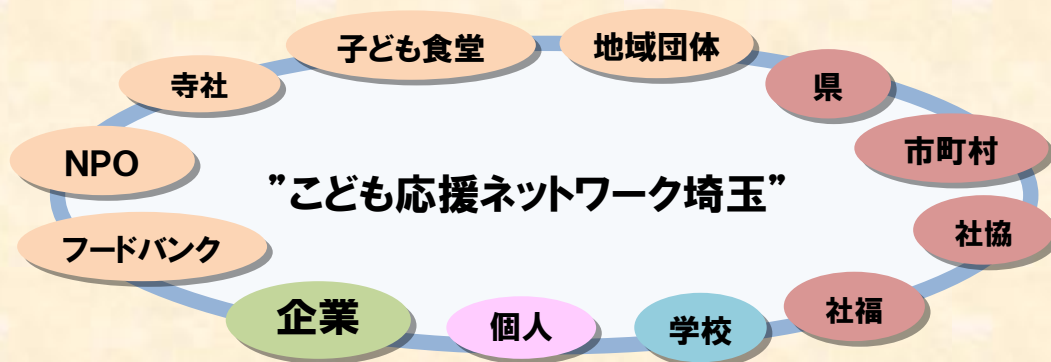 子ども食堂
地域団体
寺社
県
NPO
市町村
”こども応援ネットワーク埼玉”
フードバンク
社協
企業
個人
学校
社福